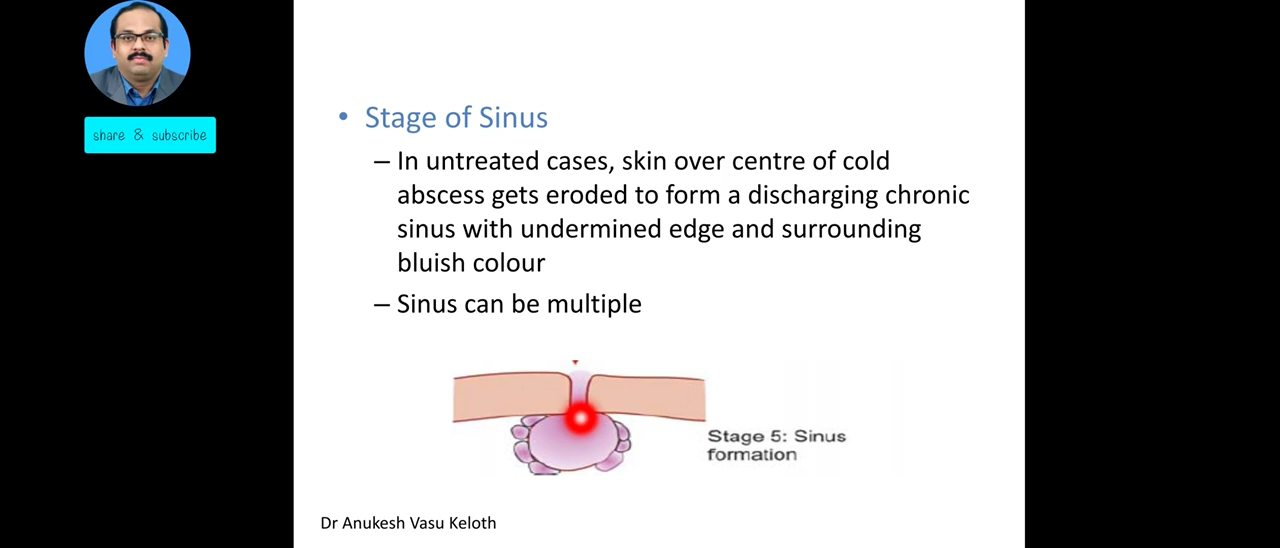 share & subscribe
• Stage of Sinus
– In untreated cases, skin over centre of cold
abscess gets eroded to form a discharging chronic
sinus with undermined edge and surrounding
bluish colour
– Sinus can be multiple
Stage 5: Sinus
formation
Dr Anukesh Vasu Keloth